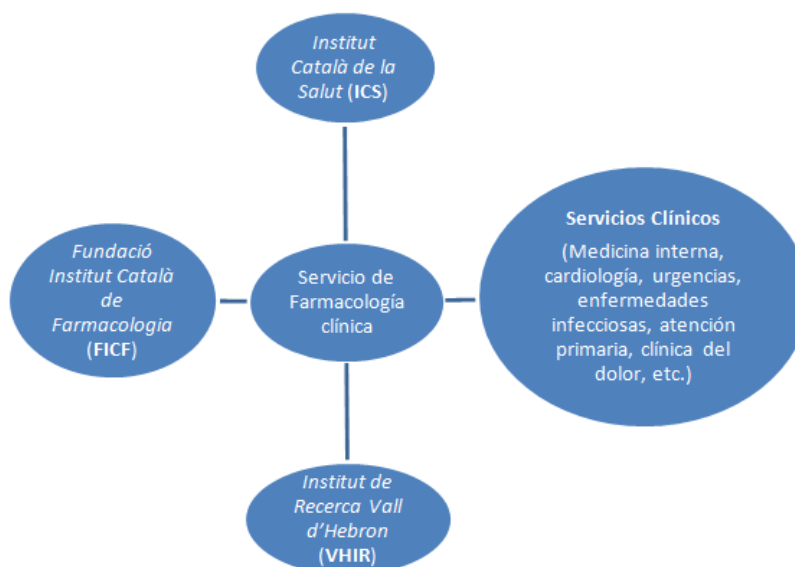 Institut
Català de la
Salut (ICS)
Fundació
Institut Català
de
Farmacologia
(FICF)
Servicio de
Farmacología
clínica
Servicios Clínicos
(Medicina interna,
cardiología, urgencias,
enfermedades
infecciosas, atención
primaria, clínica del
dolor, etc.)
Institut de
Recerca Vall
d'Hebron
(VHIR)